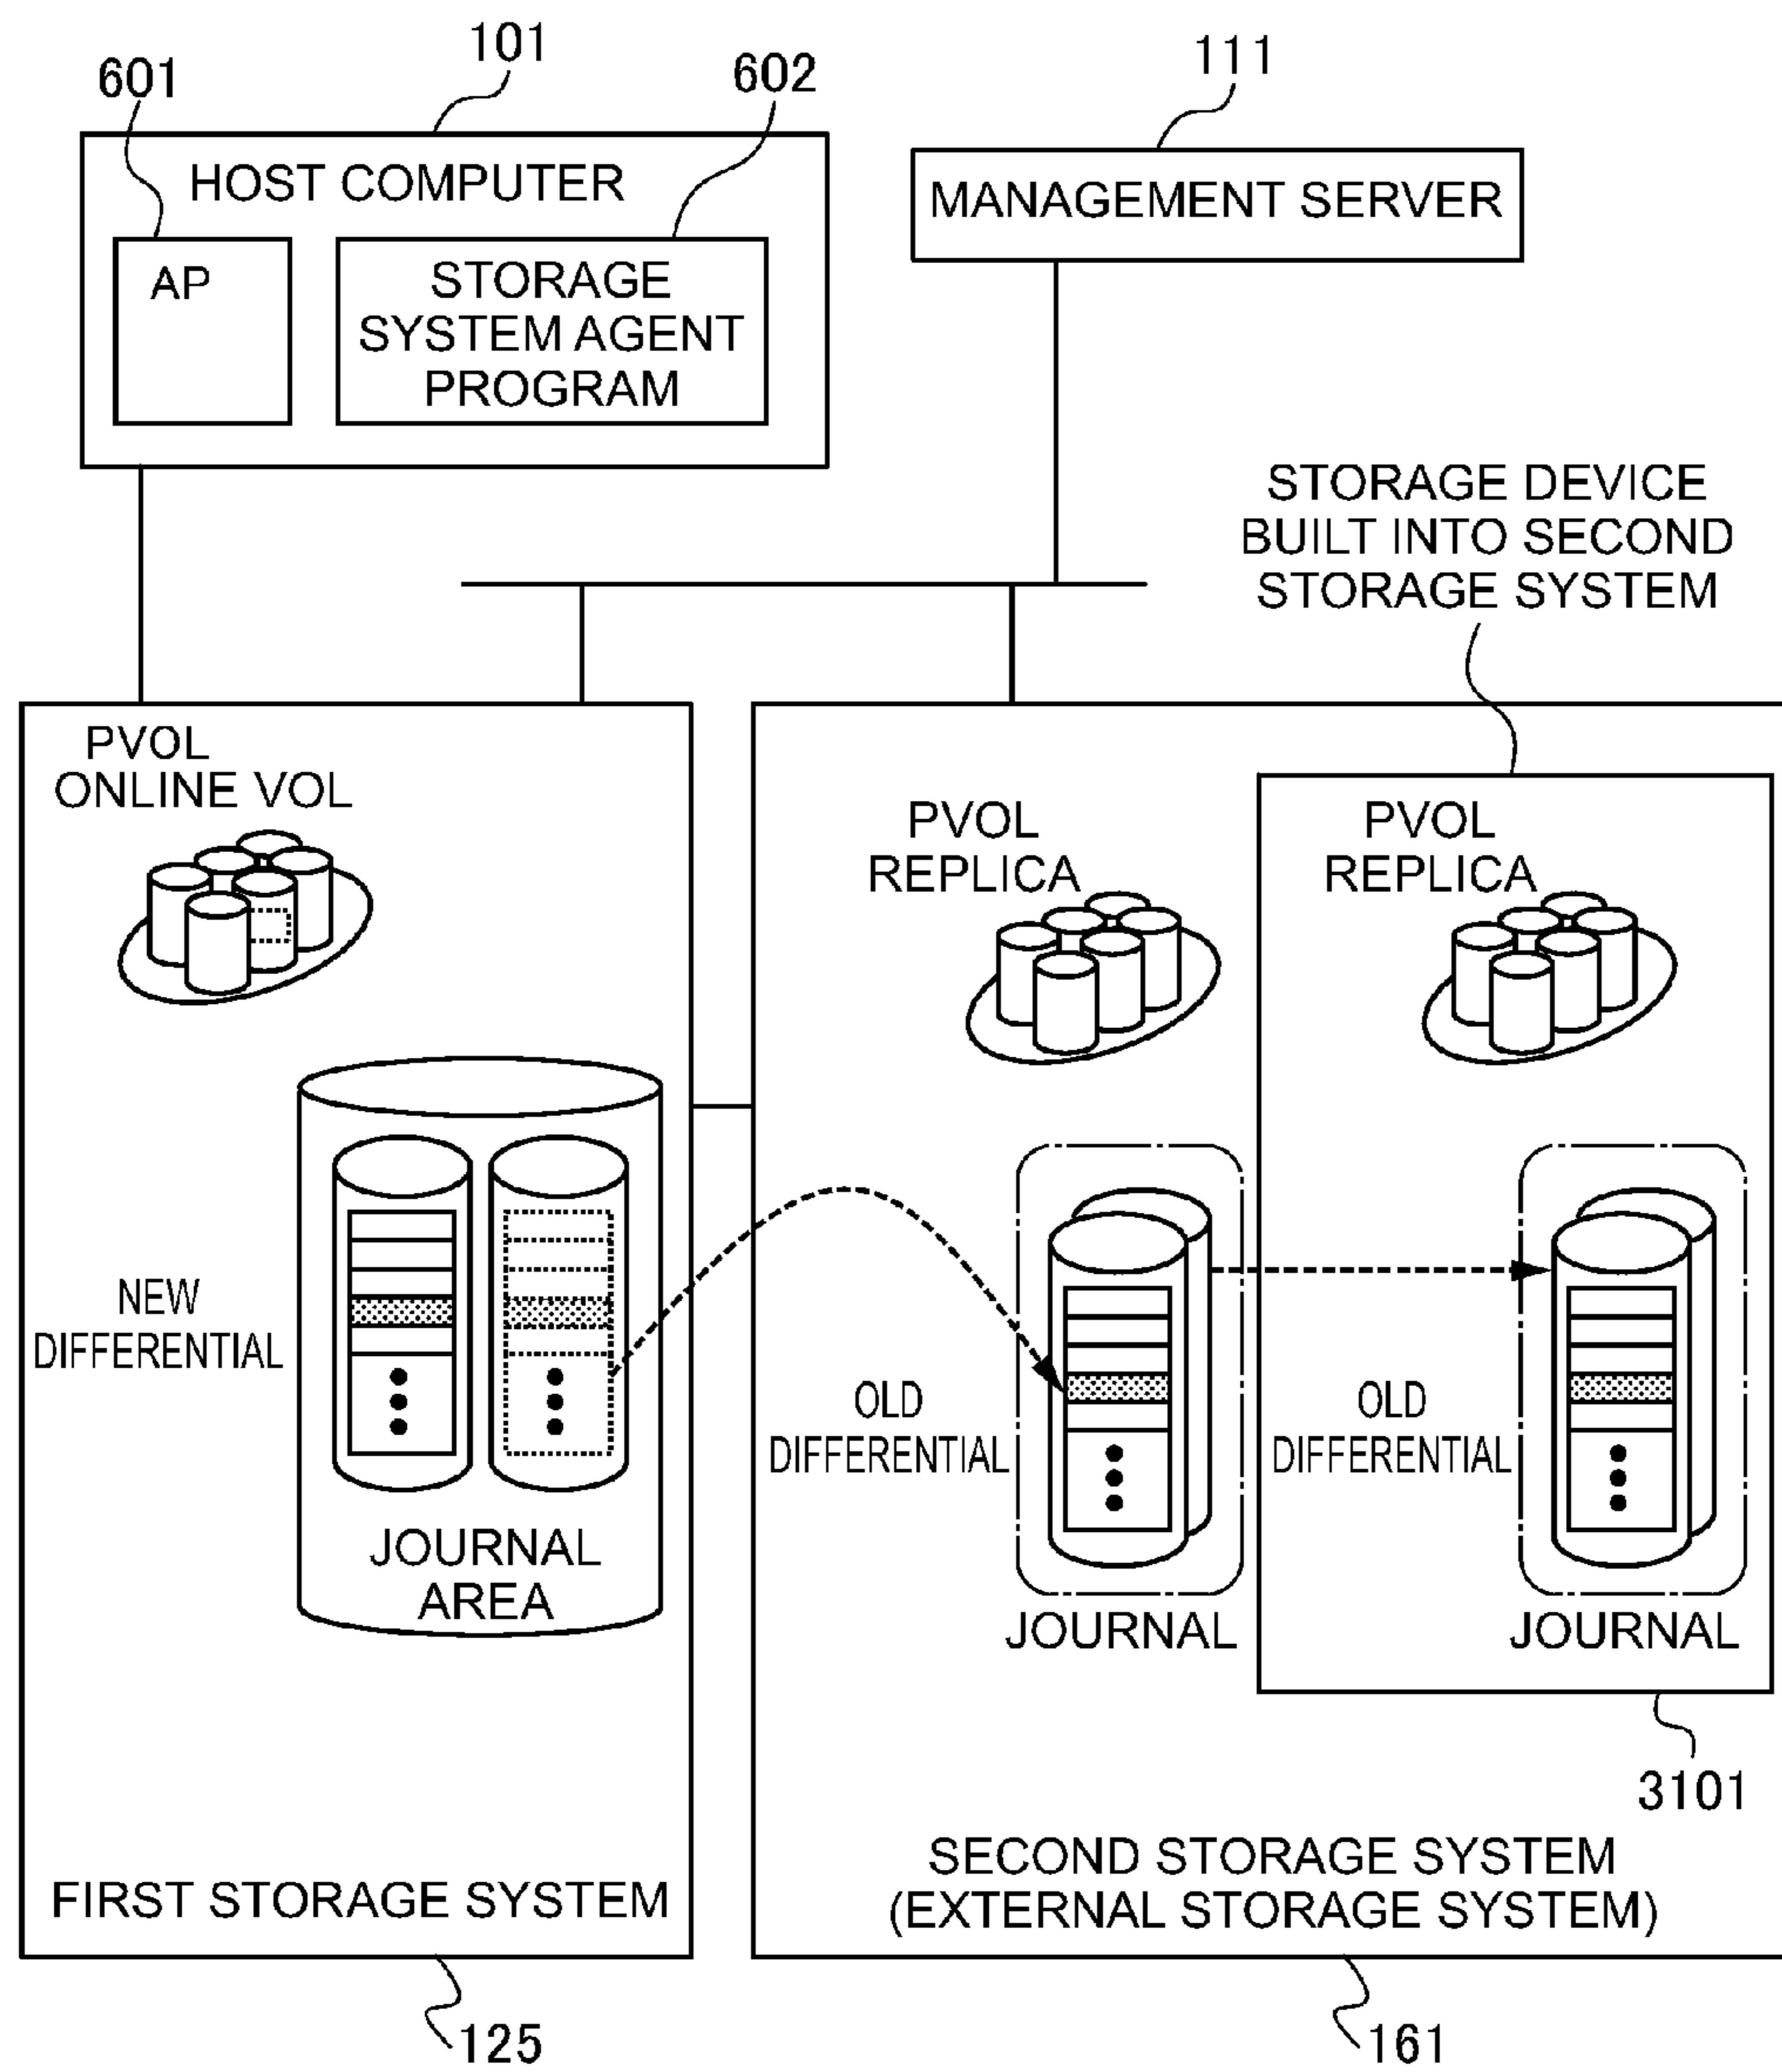 101
601
602
111
HOST COMPUTER
MANAGEMENT SERVER
AP
STORAGE
SYSTEM AGENT
PROGRAM
STORAGE DEVICE
BUILT INTO SECOND
STORAGE SYSTEM
PVOL
ONLINE VOL
PVOL
REPLICA
PVOL
REPLICA
NEW
DIFFERENTIAL
OLD
DIFFERENTIAL
OLD
DIFFERENTIAL
JOURNAL
AREA
JOURNAL
JOURNAL
3101
FIRST STORAGE SYSTEM
SECOND STORAGE SYSTEM
(EXTERNAL STORAGE SYSTEM)
125
161